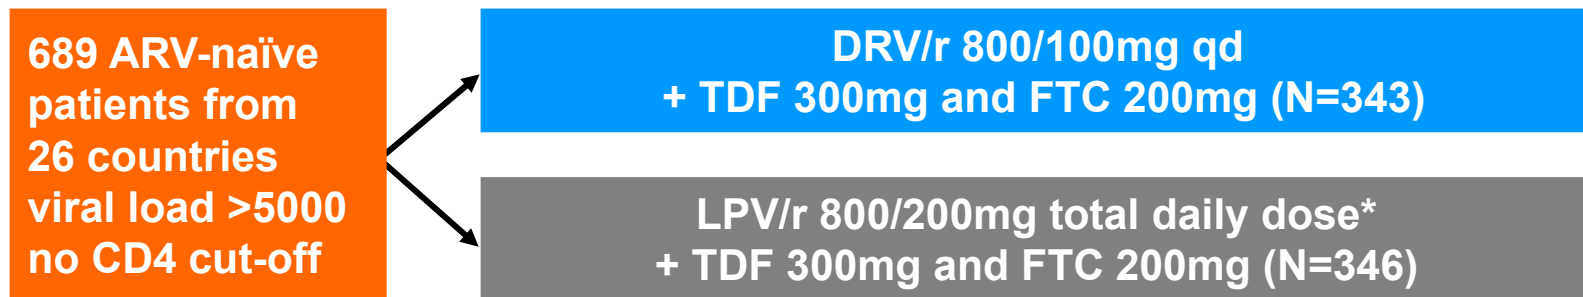 689 ARV-naïve
patients from
26 countries
viral load >5000
no CD4 cut-off
DRV/r 800/100mg qd
+ TDF 300mg and FTC 200mg (N=343)
LPV/r 800/200mg total daily dose*
+ TDF 300mg and FTC 200mg (N=346)